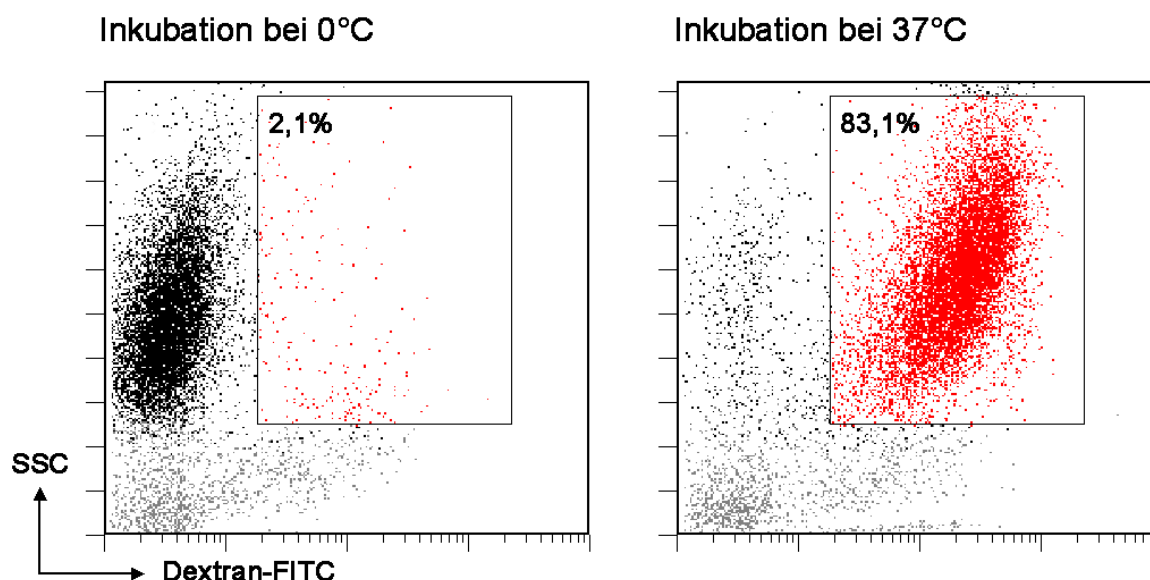 Inkubation bei 0°C
Inkubation bei 37°C
2,1%
83,1%
SSC
Dextran-FITC